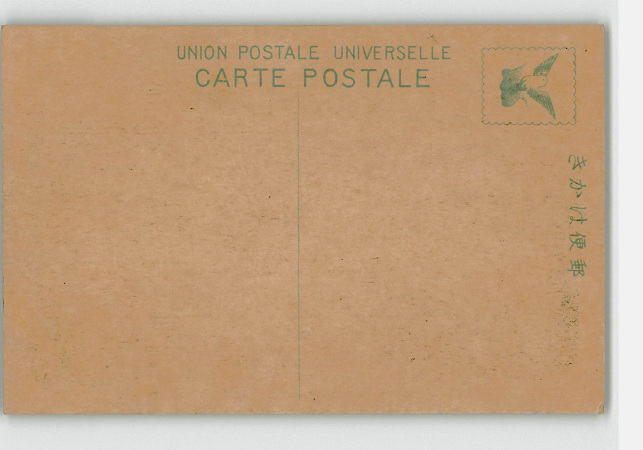 UNION POSTALE UNIVERSELLE
CARTE POSTALE
きかは便郵